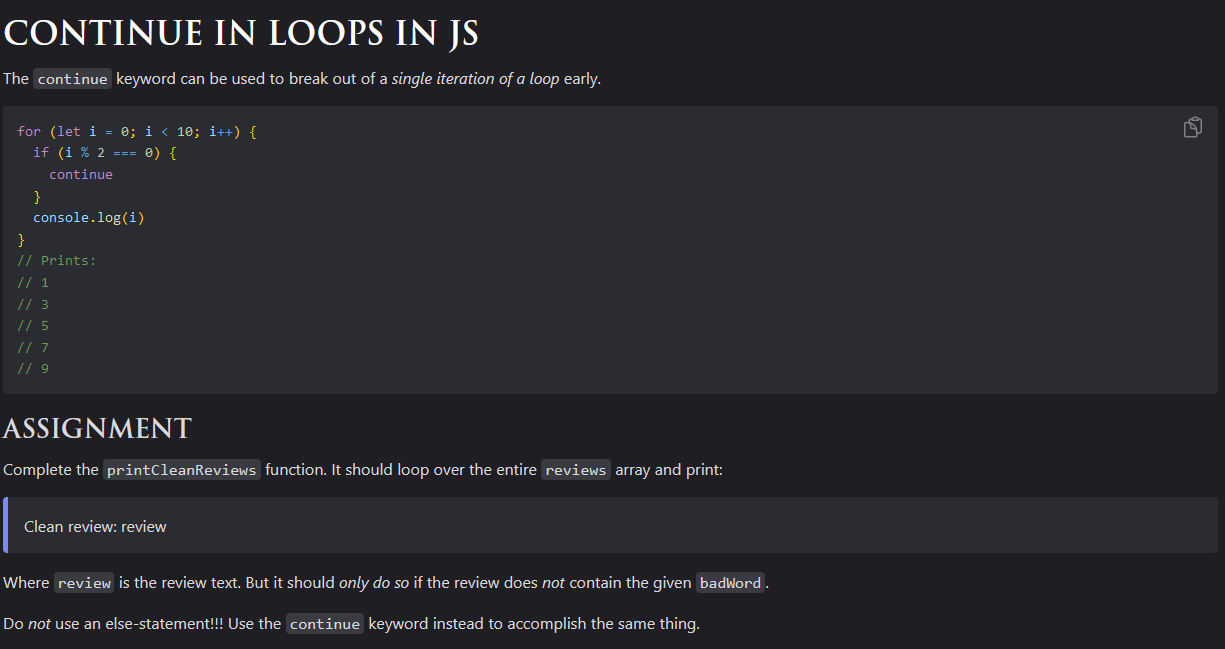 CONTINUE IN LOOPS IN JS
The continue keyword can be used to break out of a single iteration of a loop early.
for (let i = 0; i < 10; i++) {
  if (i % 2 === 0) {
    continue
  }
  console.log(i)
}
// Prints:
// 1
// 3
// 5
// 7
// 9
ASSIGNMENT
Complete the printCleanReviews function. It should loop over the entire reviews array and print:
Clean review: review
Where review is the review text. But it should only do so if the review does not contain the given badWord.
Do not use an else-statement!!! Use the continue keyword instead to accomplish the same thing.